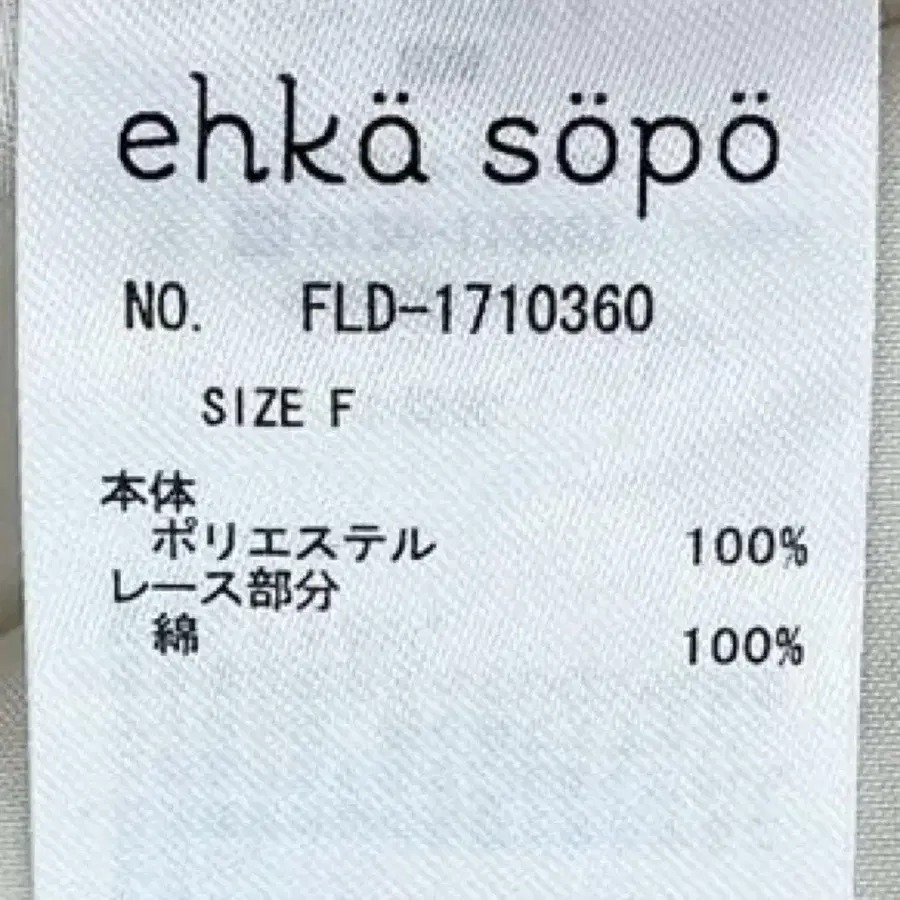 ehkä söpö
NO. FLD-1710360
SIZE F
本体
ポリエステル 100%
レース部分
綿 100%